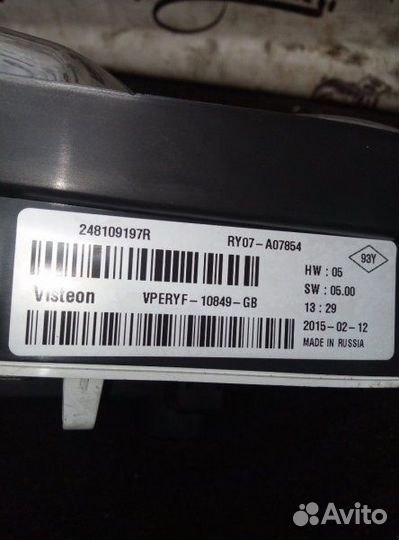 248109197R RY07-A07854
93Y
HW : 05
SW : 05.00
Visteon VPERYF-10849-GB
13 : 29
2015-02-12
MADE IN RUSSIA
Avito